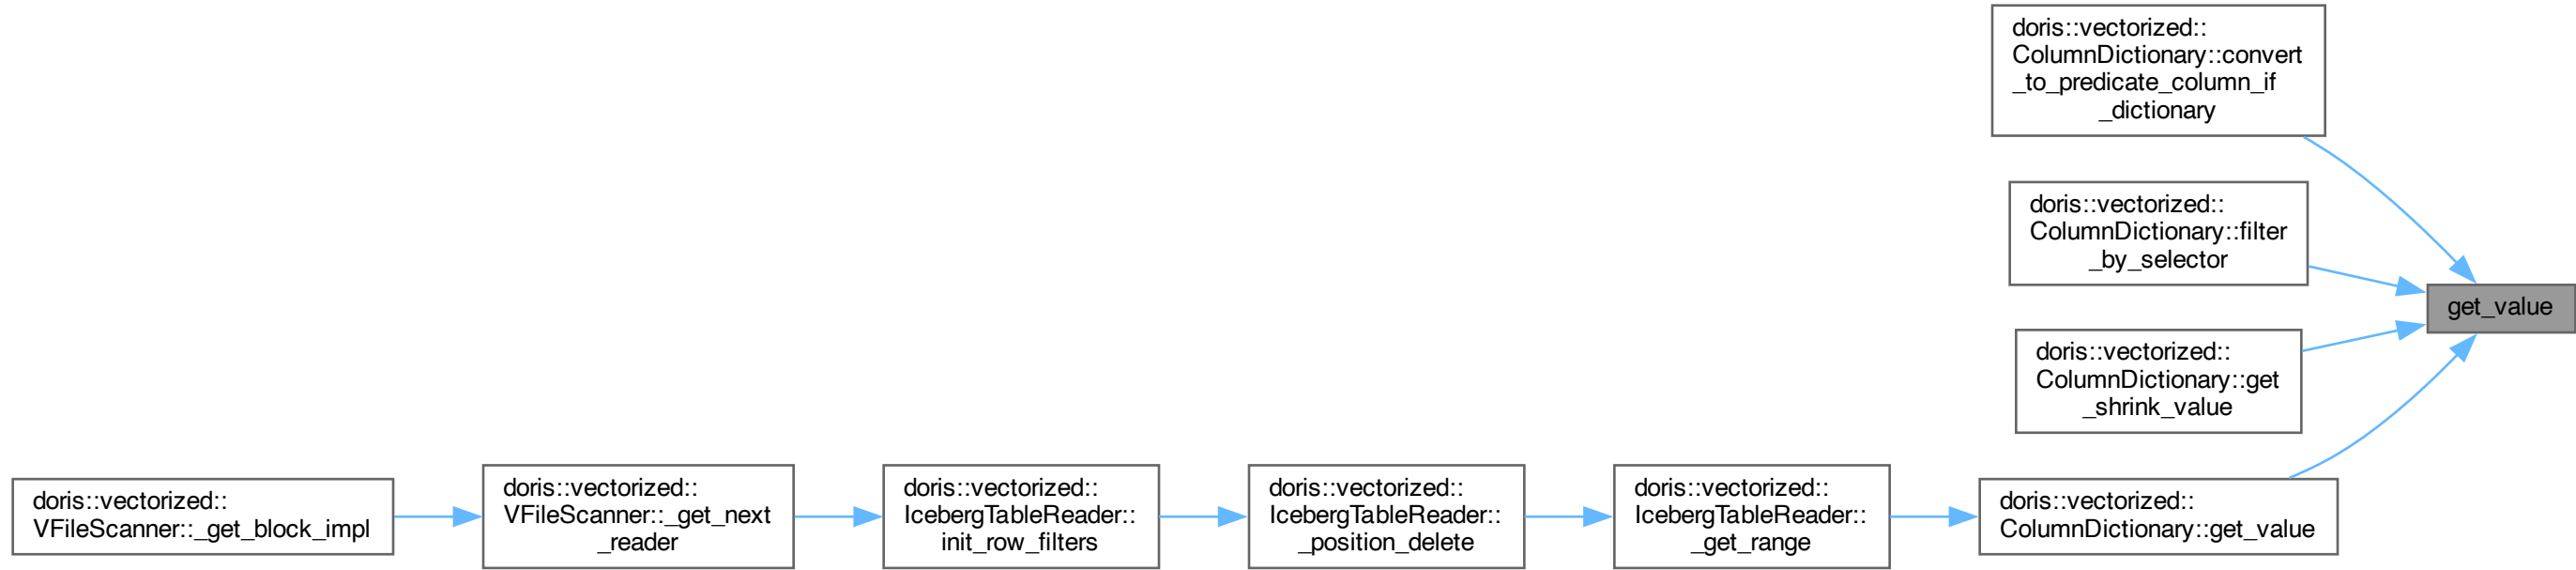 doris::vectorized::
ColumnDictionary::convert
_to_predicate_column_if
_dictionary
doris::vectorized::
ColumnDictionary::filter
_by_selector
get_value
doris::vectorized::
ColumnDictionary::get
_shrink_value
doris::vectorized::
VFileScanner::_get_block_impl
doris::vectorized::
VFileScanner::_get_next
_reader
doris::vectorized::
IcebergTableReader::
init_row_filters
doris::vectorized::
IcebergTableReader::
_position_delete
doris::vectorized::
IcebergTableReader::
_get_range
doris::vectorized::
ColumnDictionary::get_value